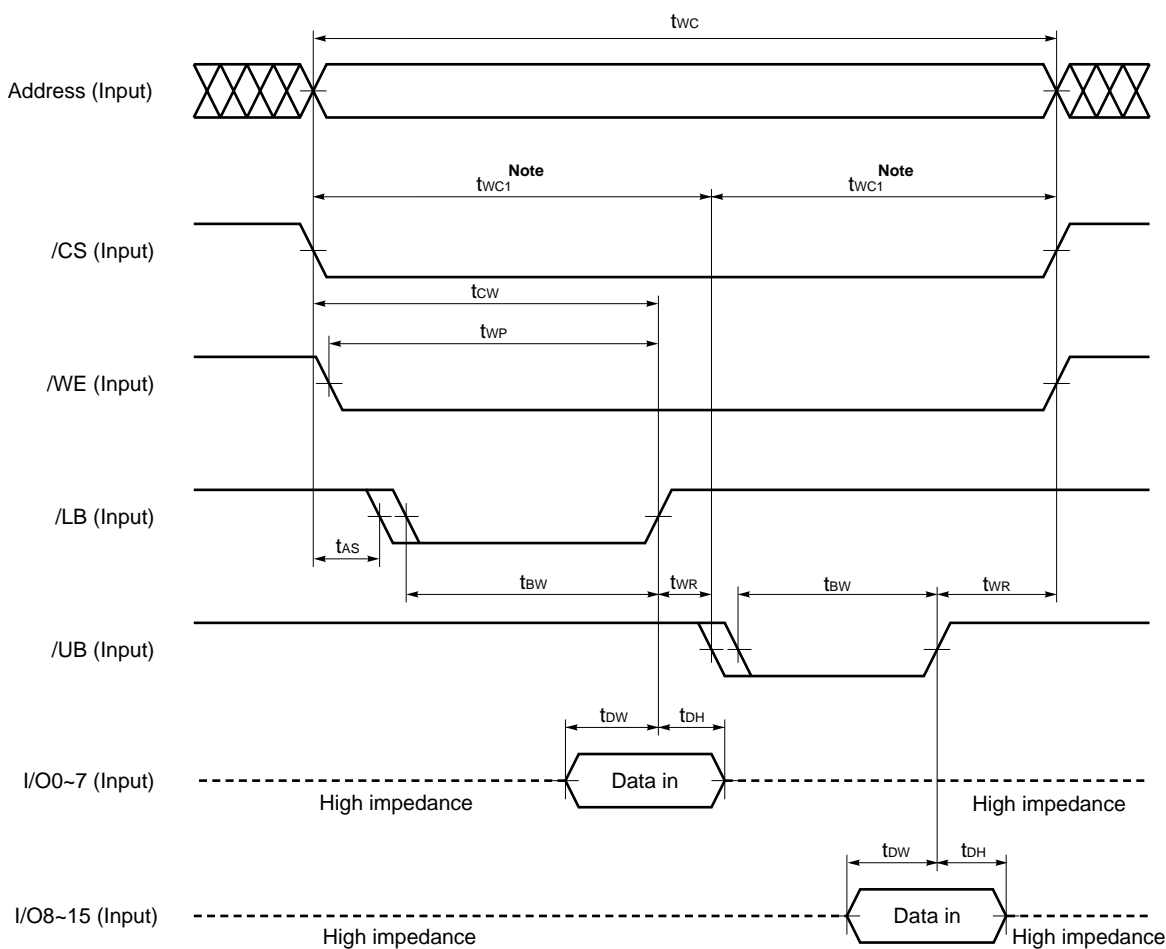 tWC
Address (Input)
Note
Note
tWC1
tWC1
/CS (Input)
tCW
tWP
/WE (Input)
/LB (Input)
tAS
tBW
tWR
tBW
tWR
/UB (Input)
tDW
tDH
I/O0~7 (Input)
Data in
High impedance
High impedance
tDW
tDH
I/O8~15 (Input)
Data in
High impedance
High impedance